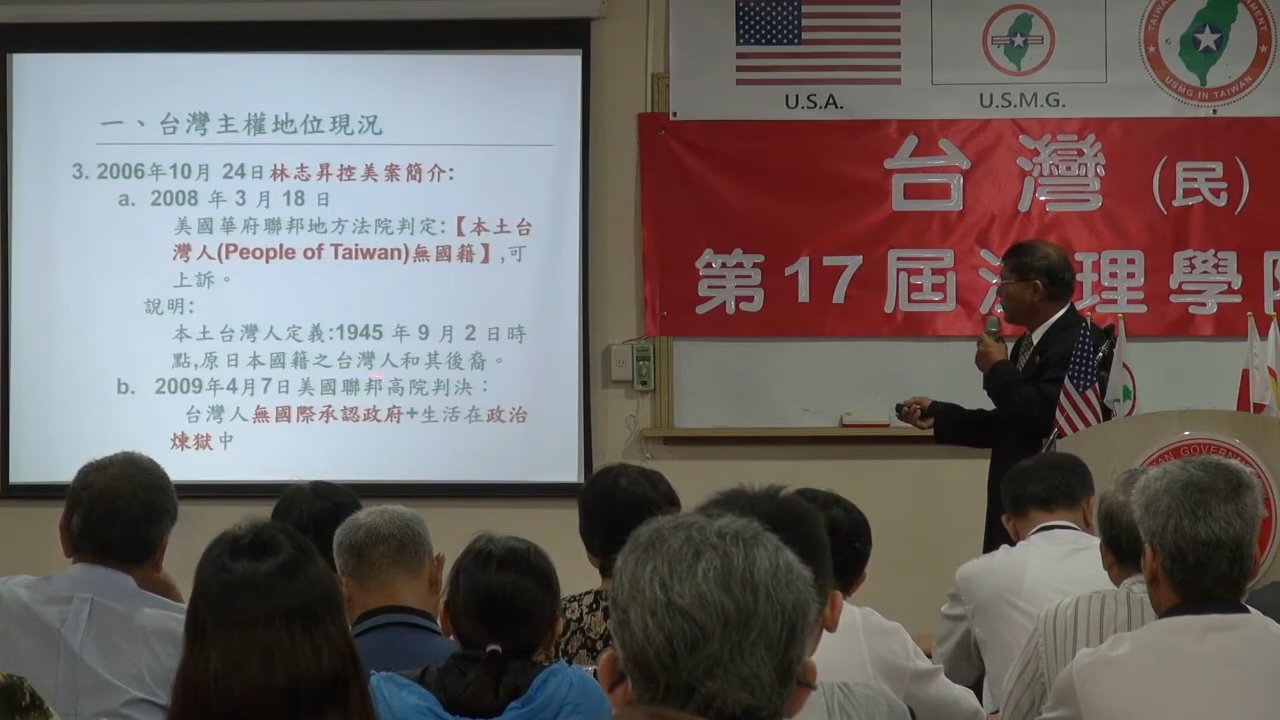 一、台灣主權地位現況
3. 2006年10月 24日林志昇控美案簡介:
a. 2008 年 3 月 18 日
美國華府聯邦地方法院判定:【本土台
灣人(People of Taiwan)無國籍】,可
上訴。
說明:
本土台灣人定義:1945 年 9 月 2 日時
點,原日本國籍之台灣人和其後裔。
b. 2009年4月7日美國聯邦高院判決：
台灣人無國際承認政府+生活在政治
煉獄中
U.S.A.
U.S.M.G.
USMG IN TAIWAN
台灣(民)
第17屆法理學院